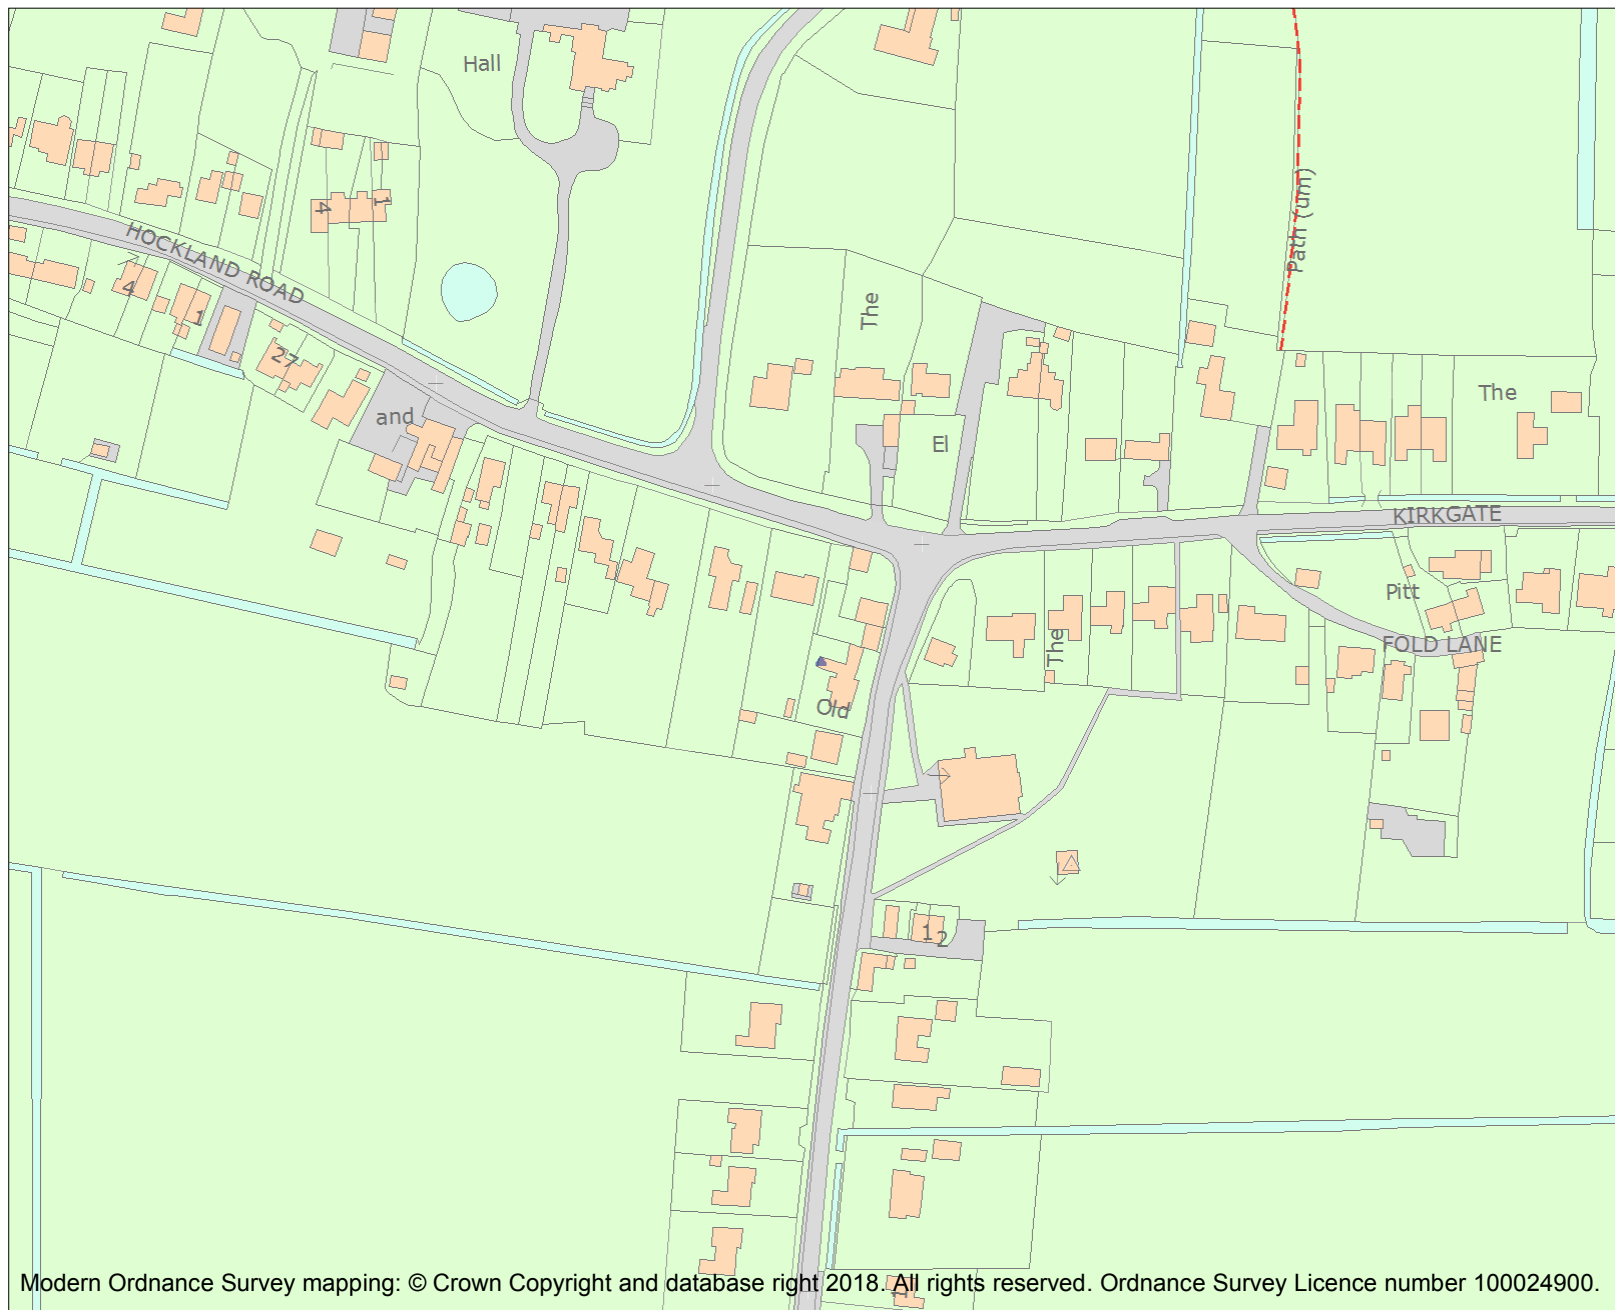 Hall
Path (um)
4
1
HOCKLAND ROAD
4
1
27
The
and
El
The
KIRKGATE
Pitt
FOLD LANE
The
Old
1
2
Modern Ordnance Survey mapping: © Crown Copyright and database right 2018. All rights reserved. Ordnance Survey Licence number 100024900.